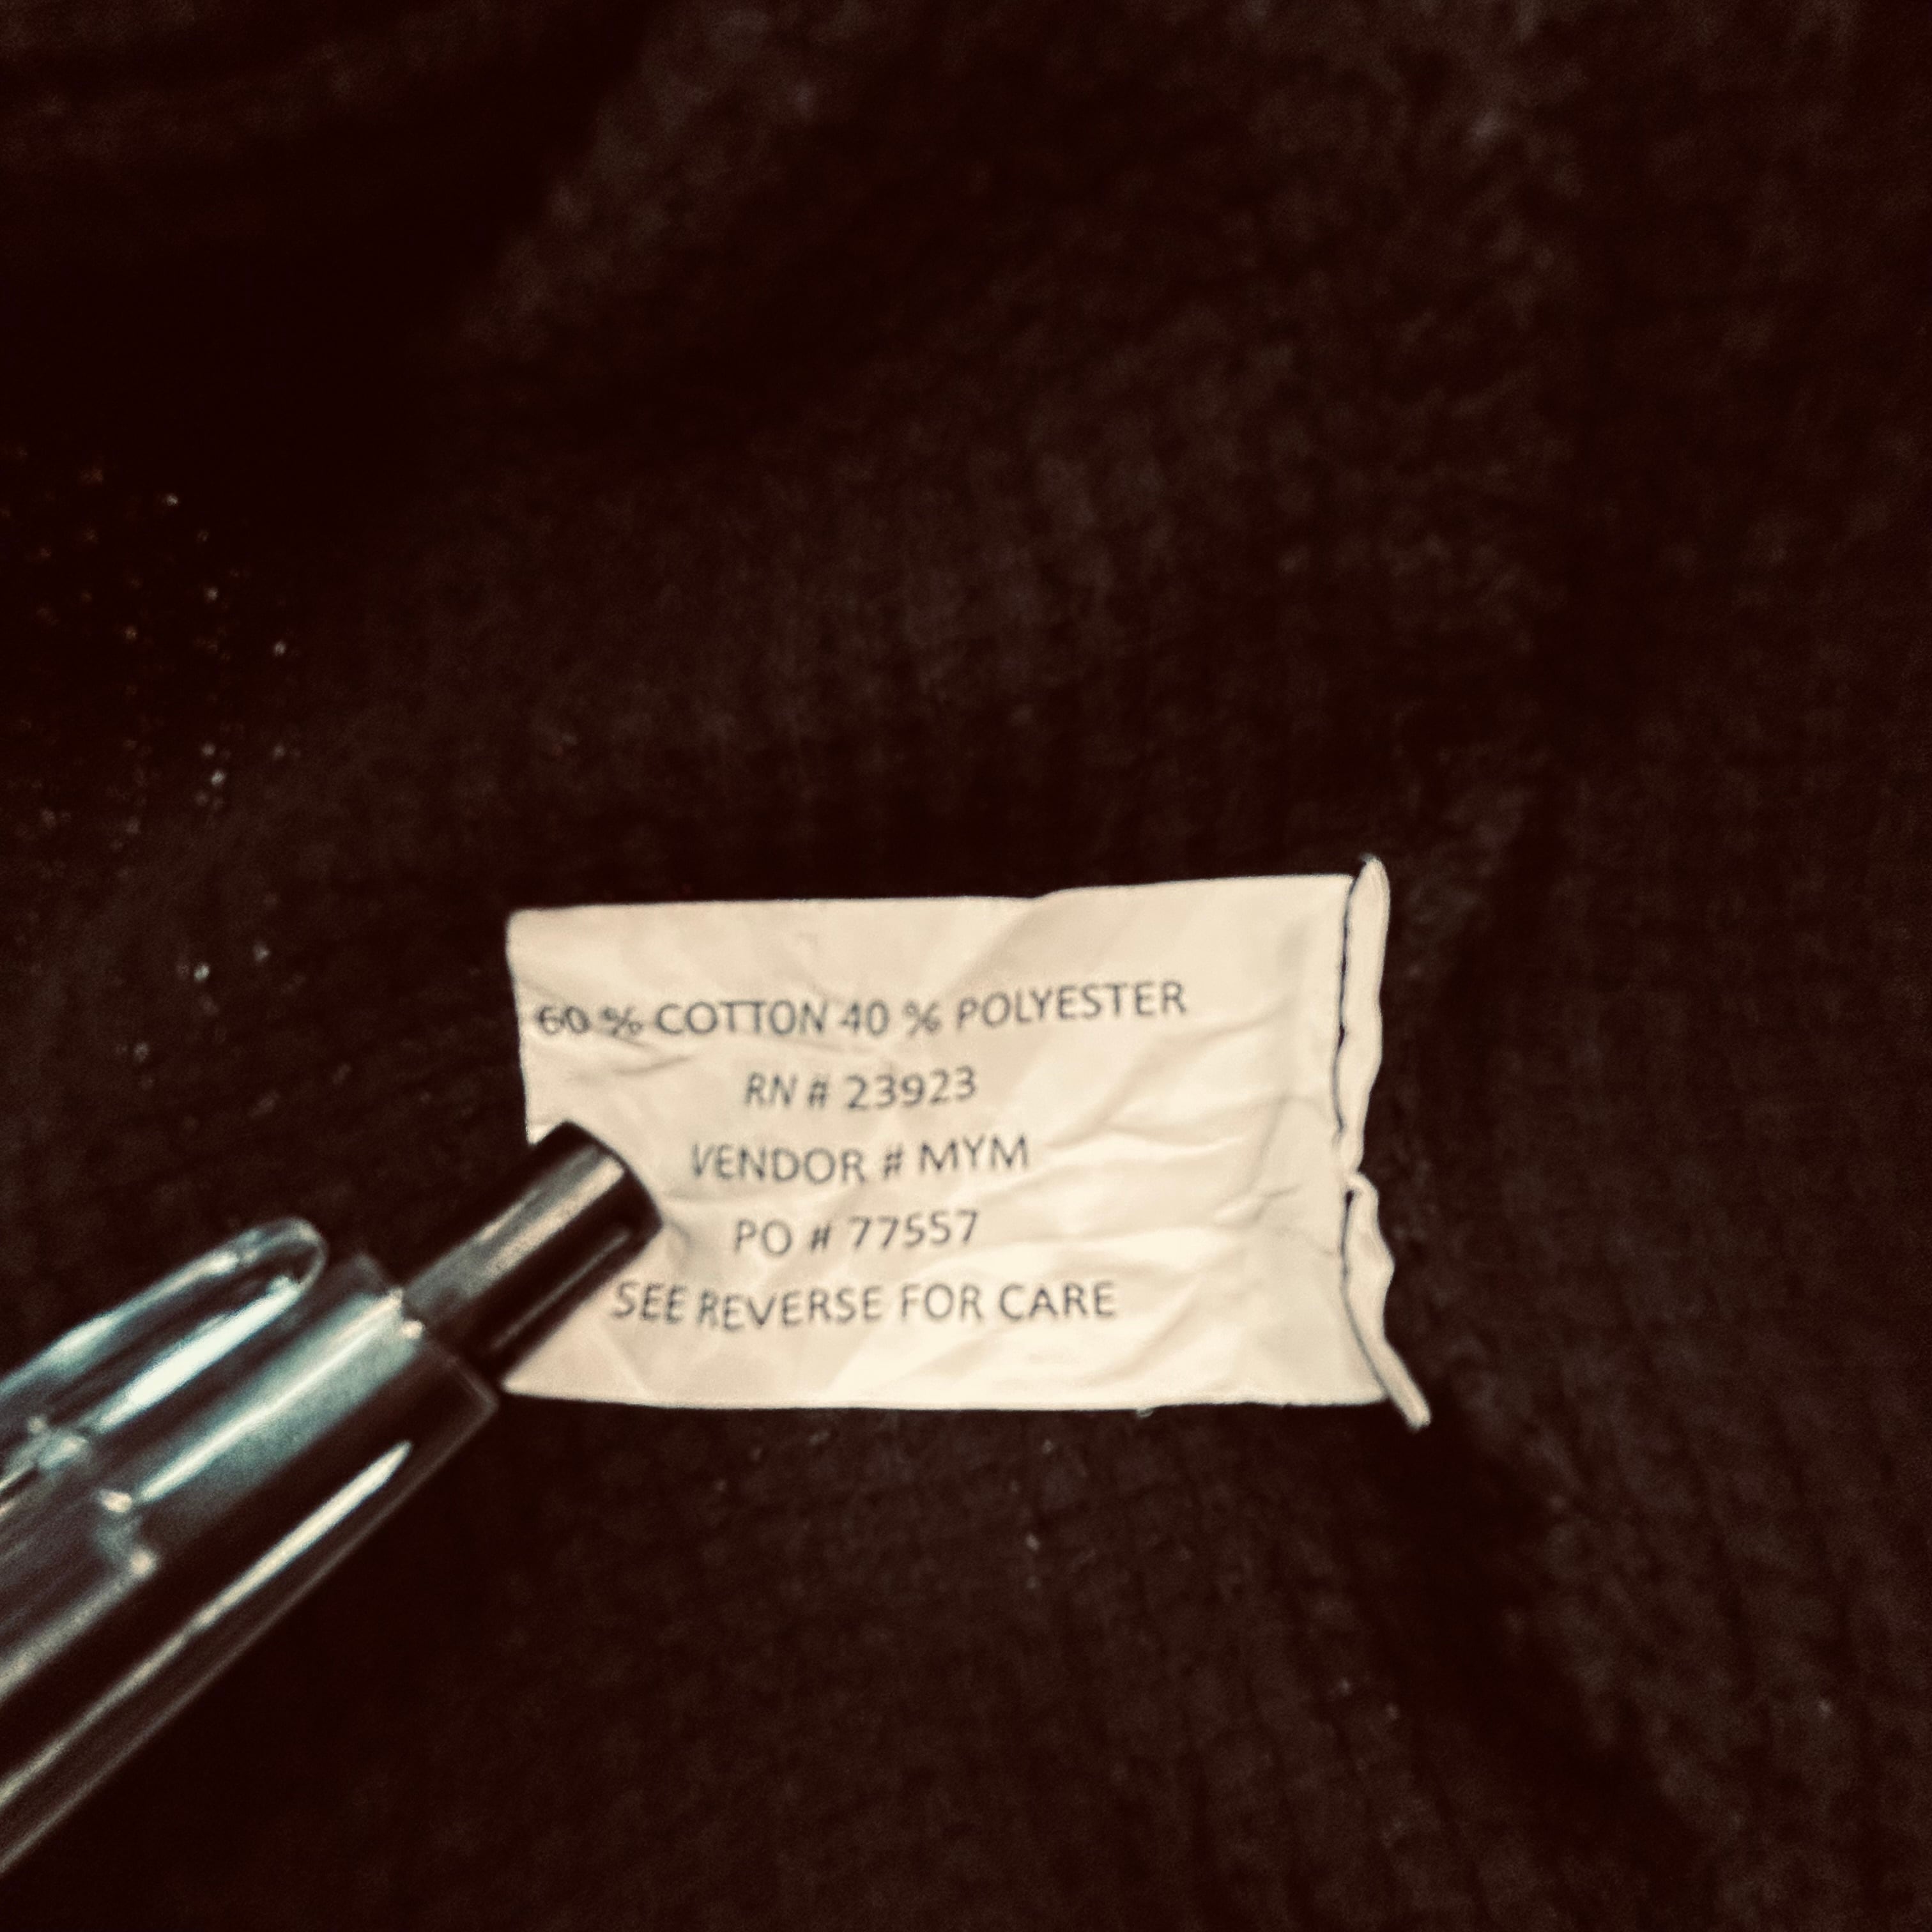 60 % COTTON 40 % POLYESTER
RN # 23923
VENDOR # MYM
PO # 77557
SEE REVERSE FOR CARE